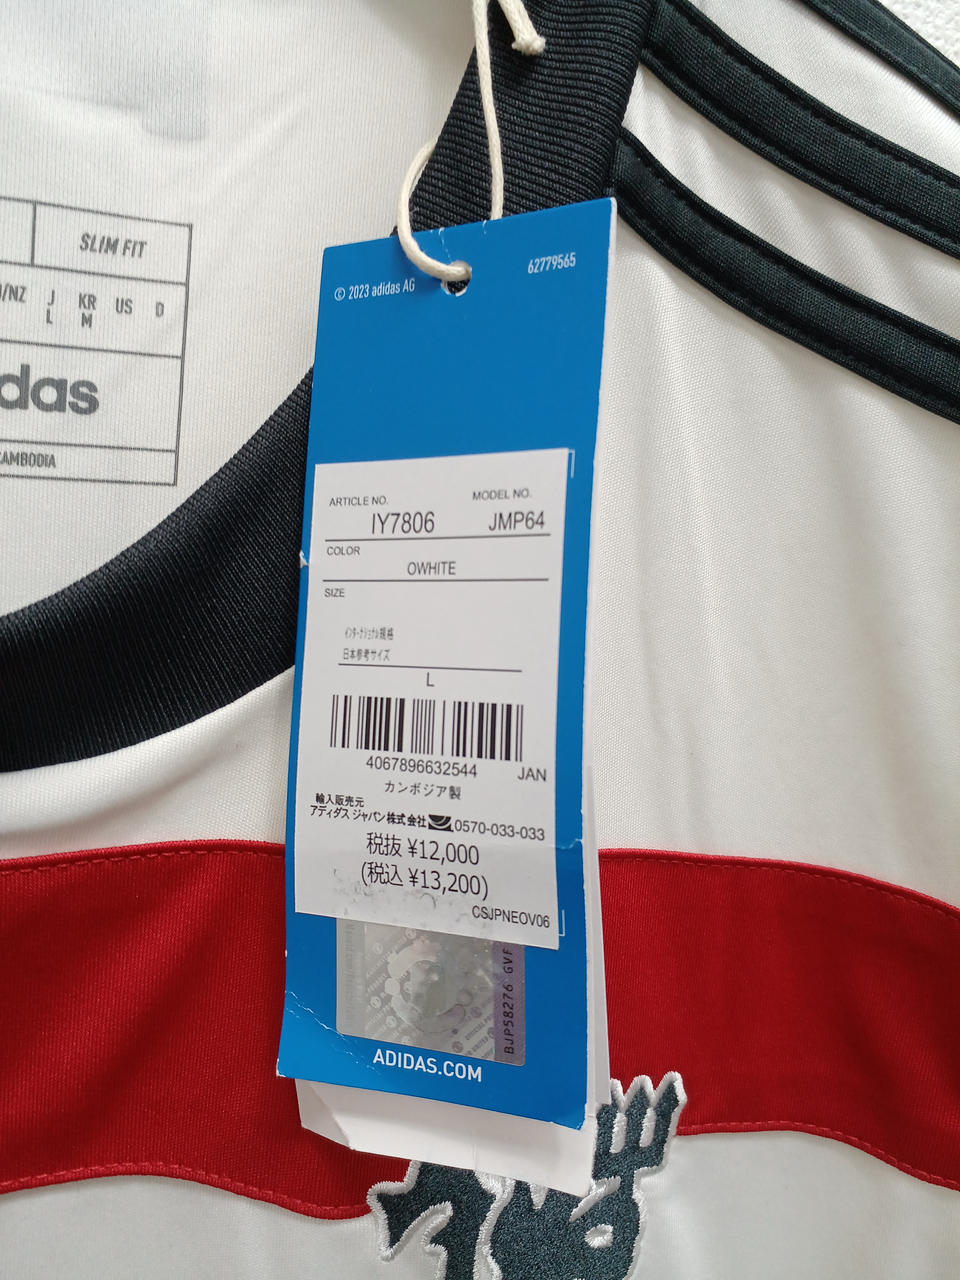 SLIM FIT
/NZ J L KR M US D
das
CAMBODIA
© 2023 adidas AG
62779565
ARTICLE NO. MODEL NO.
IY7806 JMP64
COLOR
OWHITE
SIZE
インターナショナル規格
日本参考サイズ
L
4067896632544 JAN
カンボジア製
輸入販売元
アディダス ジャパン株式会社 0570-033-033
税抜 ¥12,000
(税込 ¥13,200)
CSJPNEOV06
BJP58276 GVF
ADIDAS.COM